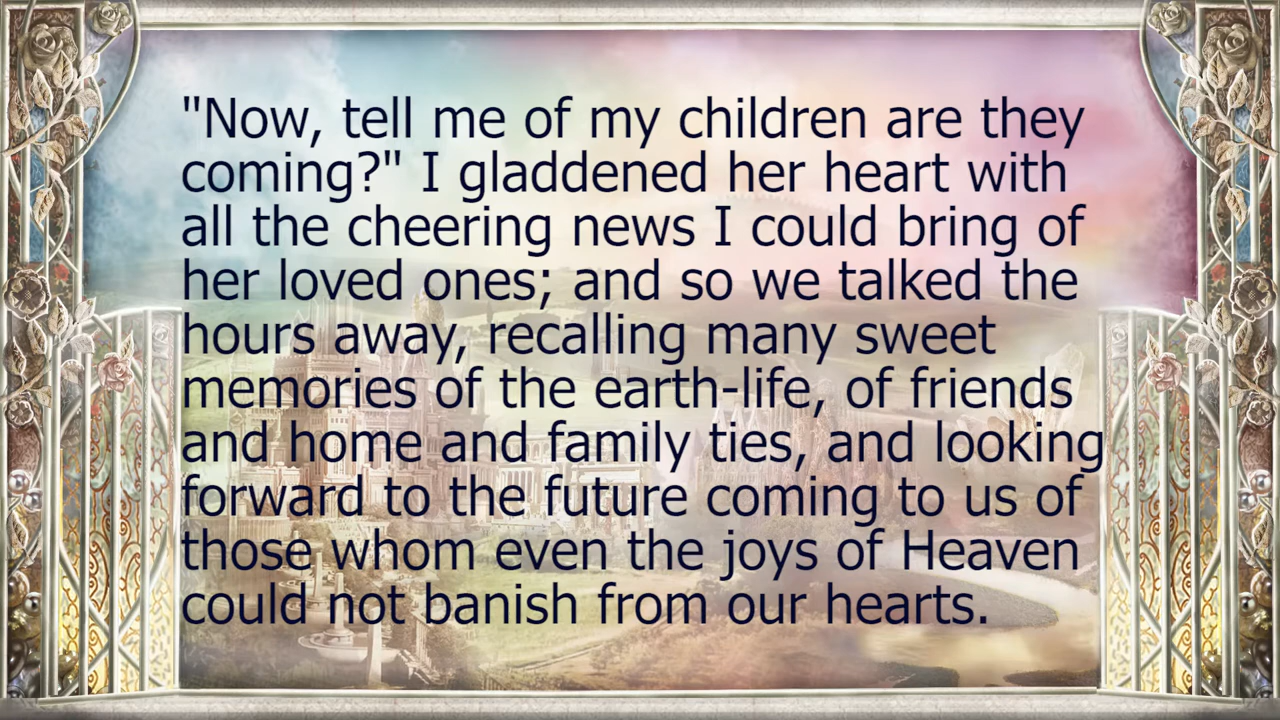 "Now, tell me of my children are they
coming?" I gladdened her heart with
all the cheering news I could bring of
her loved ones; and so we talked the
hours away, recalling many sweet
memories of the earth-life, of friends
and home and family ties, and looking
forward to the future coming to us of
those whom even the joys of Heaven
could not banish from our hearts.